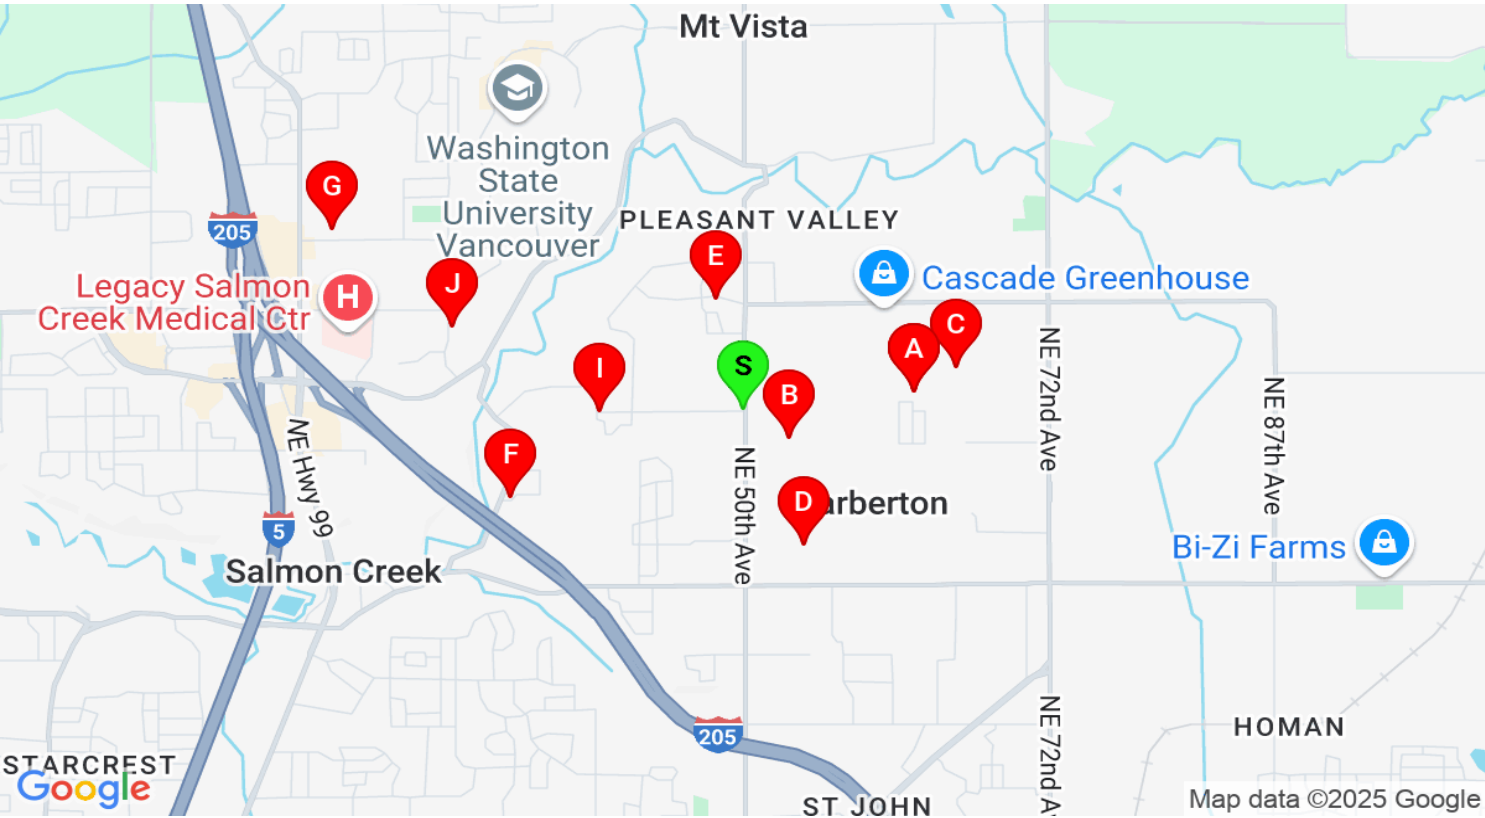 Mt Vista
Washington
State
University
Vancouver
G
205
PLEASANT VALLEY
E
Cascade Greenhouse
Legacy Salmon
Creek Medical Ctr
H
J
C
A
S
I
B
NE 72nd Ave
NE 87th Ave
F
NE Hwy 99
NE 50th Ave
D
arberton
5
Bi-Zi Farms
Salmon Creek
205
NE 72nd A
HOMAN
STARCREST
Google
ST JOHN
Map data ©2025 Google